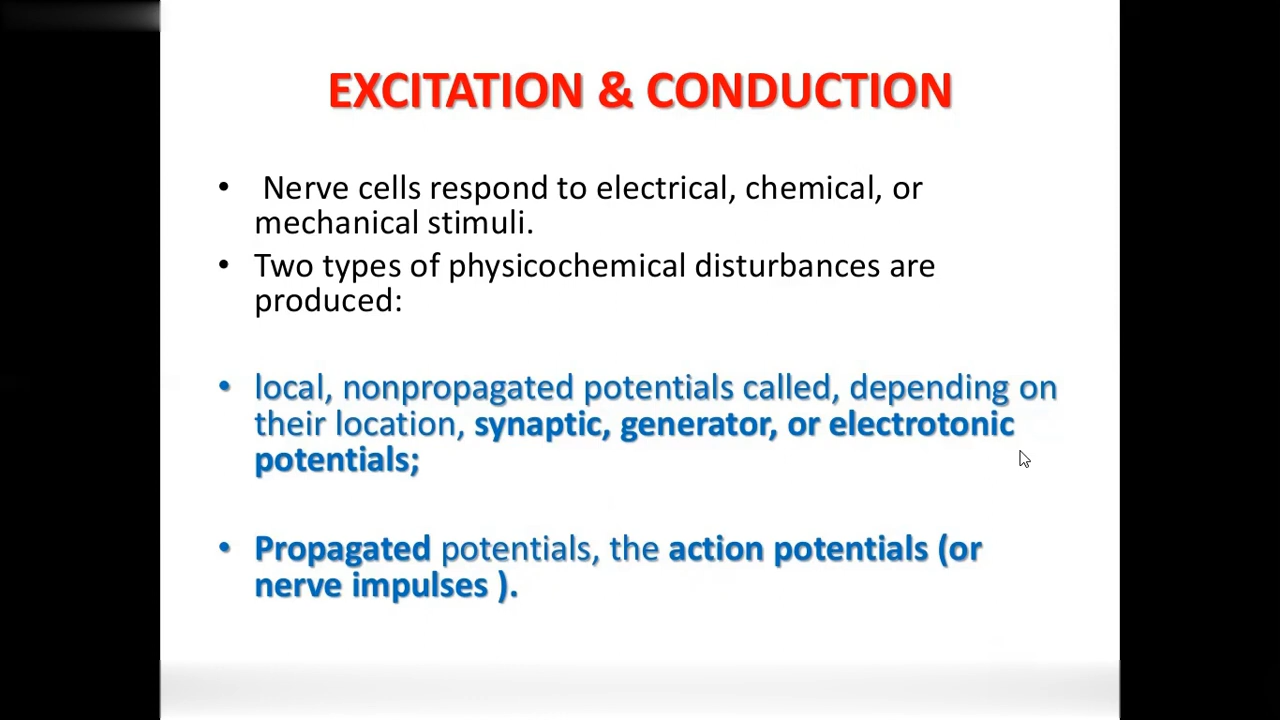 EXCITATION & CONDUCTION
• Nerve cells respond to electrical, chemical, or
mechanical stimuli.
• Two types of physicochemical disturbances are
produced:
• local, nonpropagated potentials called, depending on
their location, synaptic, generator, or electrotonic
potentials;
• Propagated potentials, the action potentials (or
nerve impulses ).